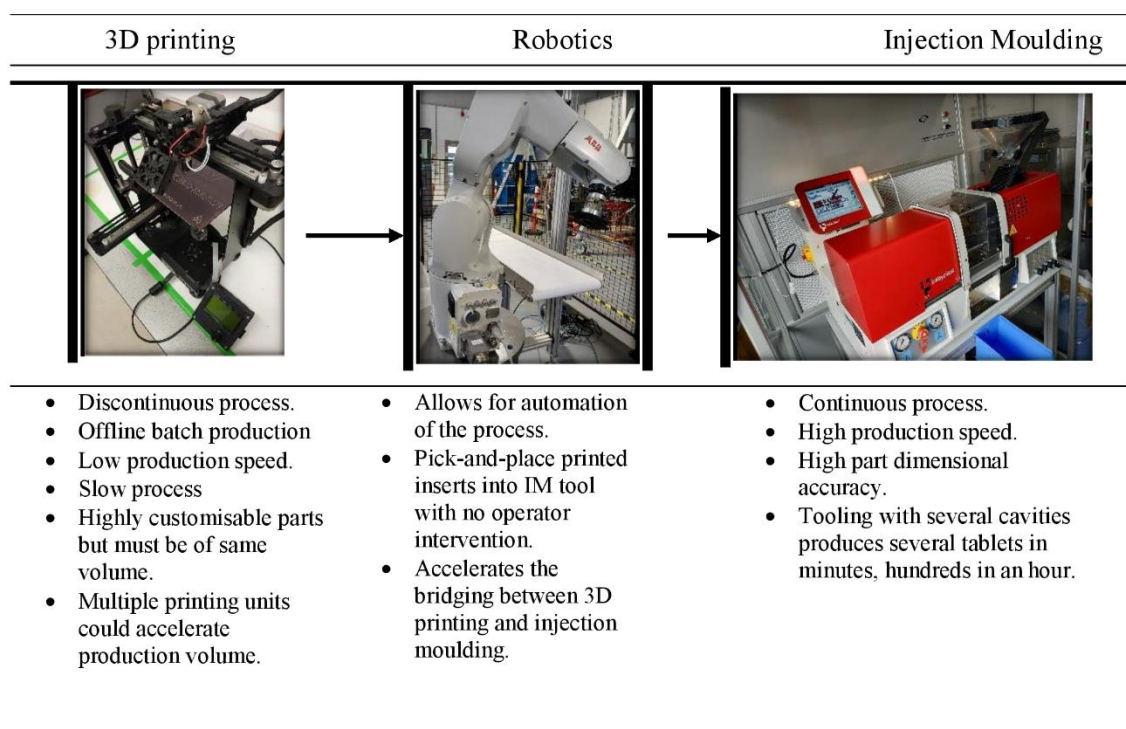 3D printing
Robotics
Injection Moulding
ABB
• Discontinuous process.
• Offline batch production
• Low production speed.
• Slow process
• Highly customisable parts
but must be of same
volume.
• Multiple printing units
could accelerate
production volume.
• Allows for automation
of the process.
• Pick-and-place printed
inserts into IM tool
with no operator
intervention.
• Accelerates the
bridging between 3D
printing and injection
moulding.
• Continuous process.
• High production speed.
• High part dimensional
accuracy.
• Tooling with several cavities
produces several tablets in
minutes, hundreds in an hour.